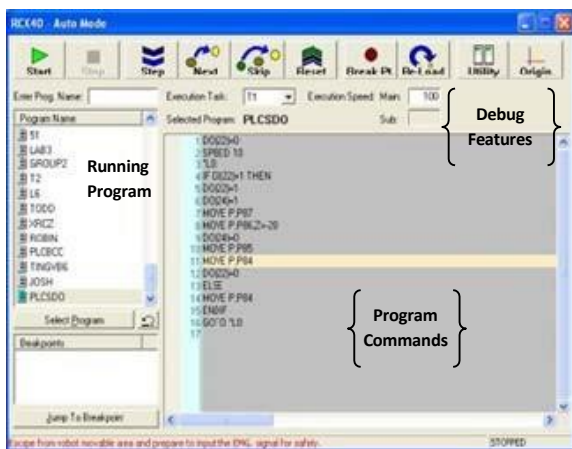 RCX40 - Auto Mode
Start Stop Step Next Skip Reset Break Pt. Re-Load Utility Origin
Enter Prog. Name: Execution Task: T1 Execution Speed: Main: 100
Program Name Selected Program: PLCSDO Sub:
Debug
Features
Running
Program
S1
LAB3
GROUP2
T2
L6
TODD
XRCZ
ROBIN
PLCBCC
TINGVB6
JOSH
PLCSDO
1 DO(22)=0
2 SPEED 10
3 *L0
4 IF DI(22)=1 THEN
5 DO(22)=1
6 DO(24)=1
7 MOVE P,P87
8 MOVE P,P86,Z=-20
9 DO(24)=0
10 MOVE P,P85
11 MOVE P,P84
12 DO(22)=0
13 ELSE
14 MOVE P,P84
15 ENDIF
16 GOTO *L0
17
Program
Commands
Select Program
Breakpoints
Jump To Breakpoint
Escape from robot movable area and prepare to input the EMG. signal for safety. STOPPED